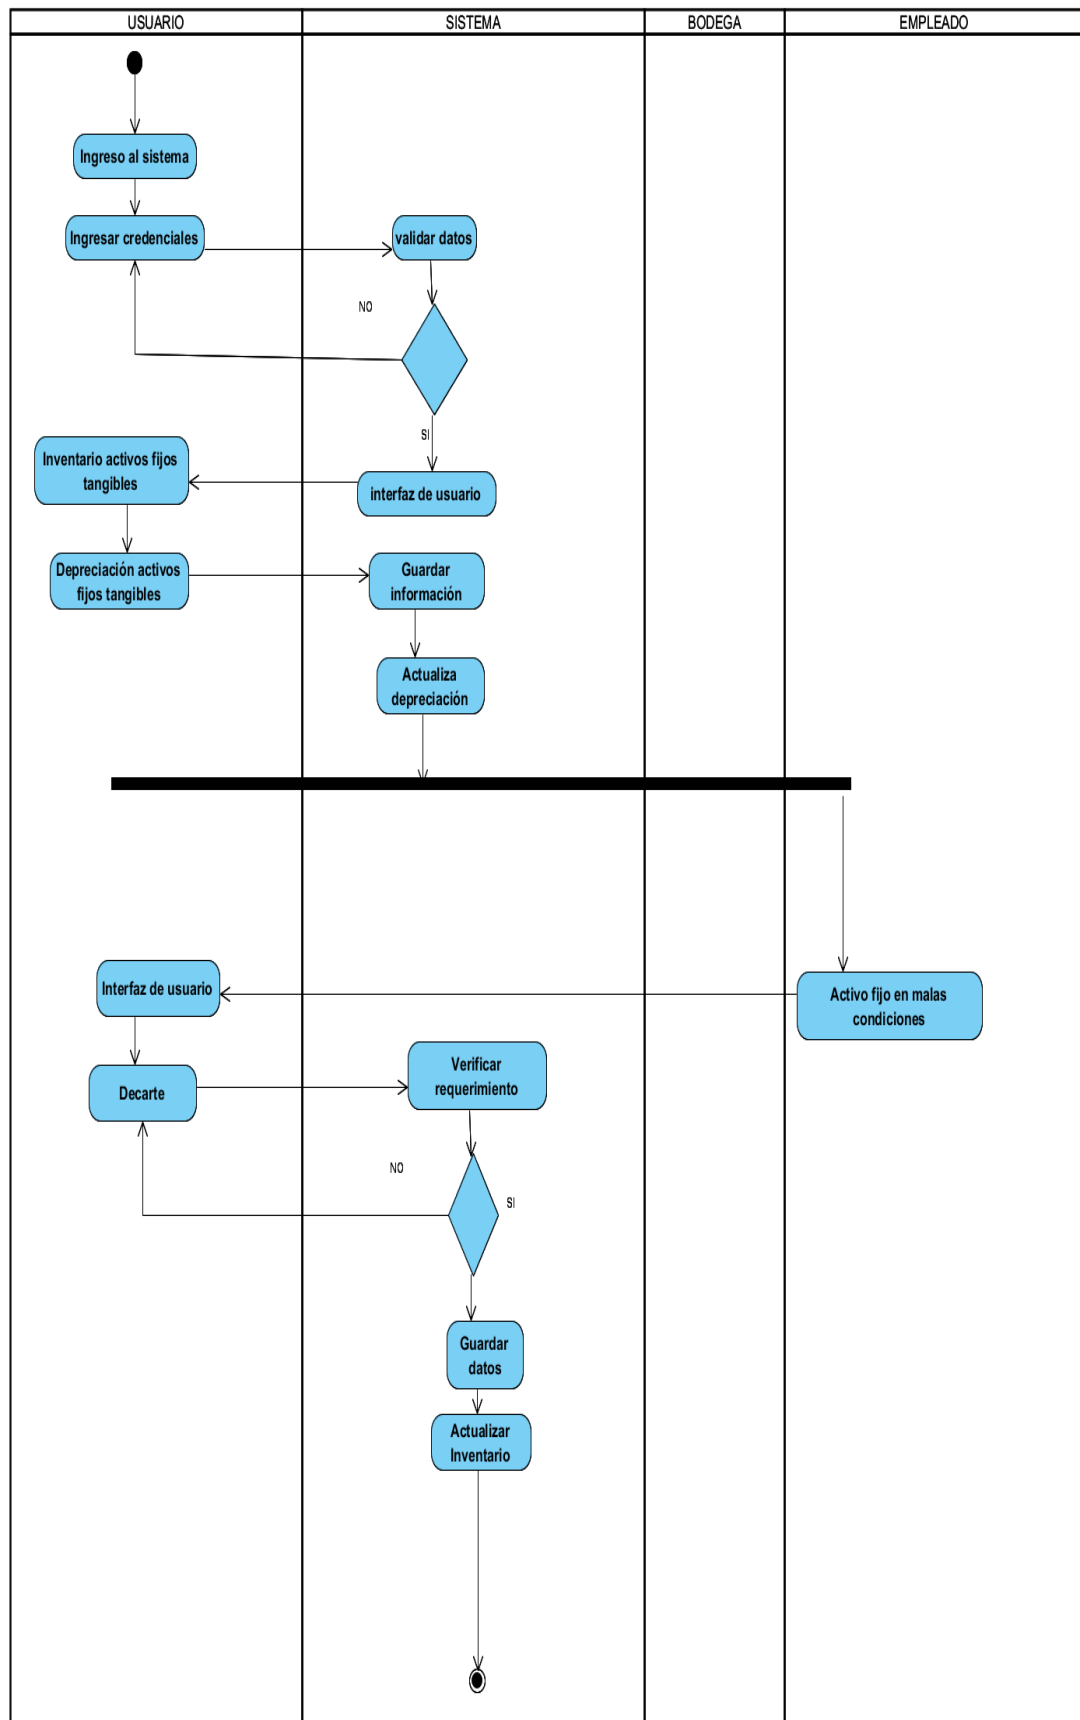 USUARIO
SISTEMA
BODEGA
EMPLEADO
Ingreso al sistema
Ingresar credenciales
validar datos
NO
SI
Inventario activos fijos
tangibles
interfaz de usuario
Depreciación activos
fijos tangibles
Guardar
información
Actualiza
depreciación
Interfaz de usuario
Activo fijo en malas
condiciones
Verificar
requerimiento
Decarte
NO
SI
Guardar
datos
Actualizar
Inventario